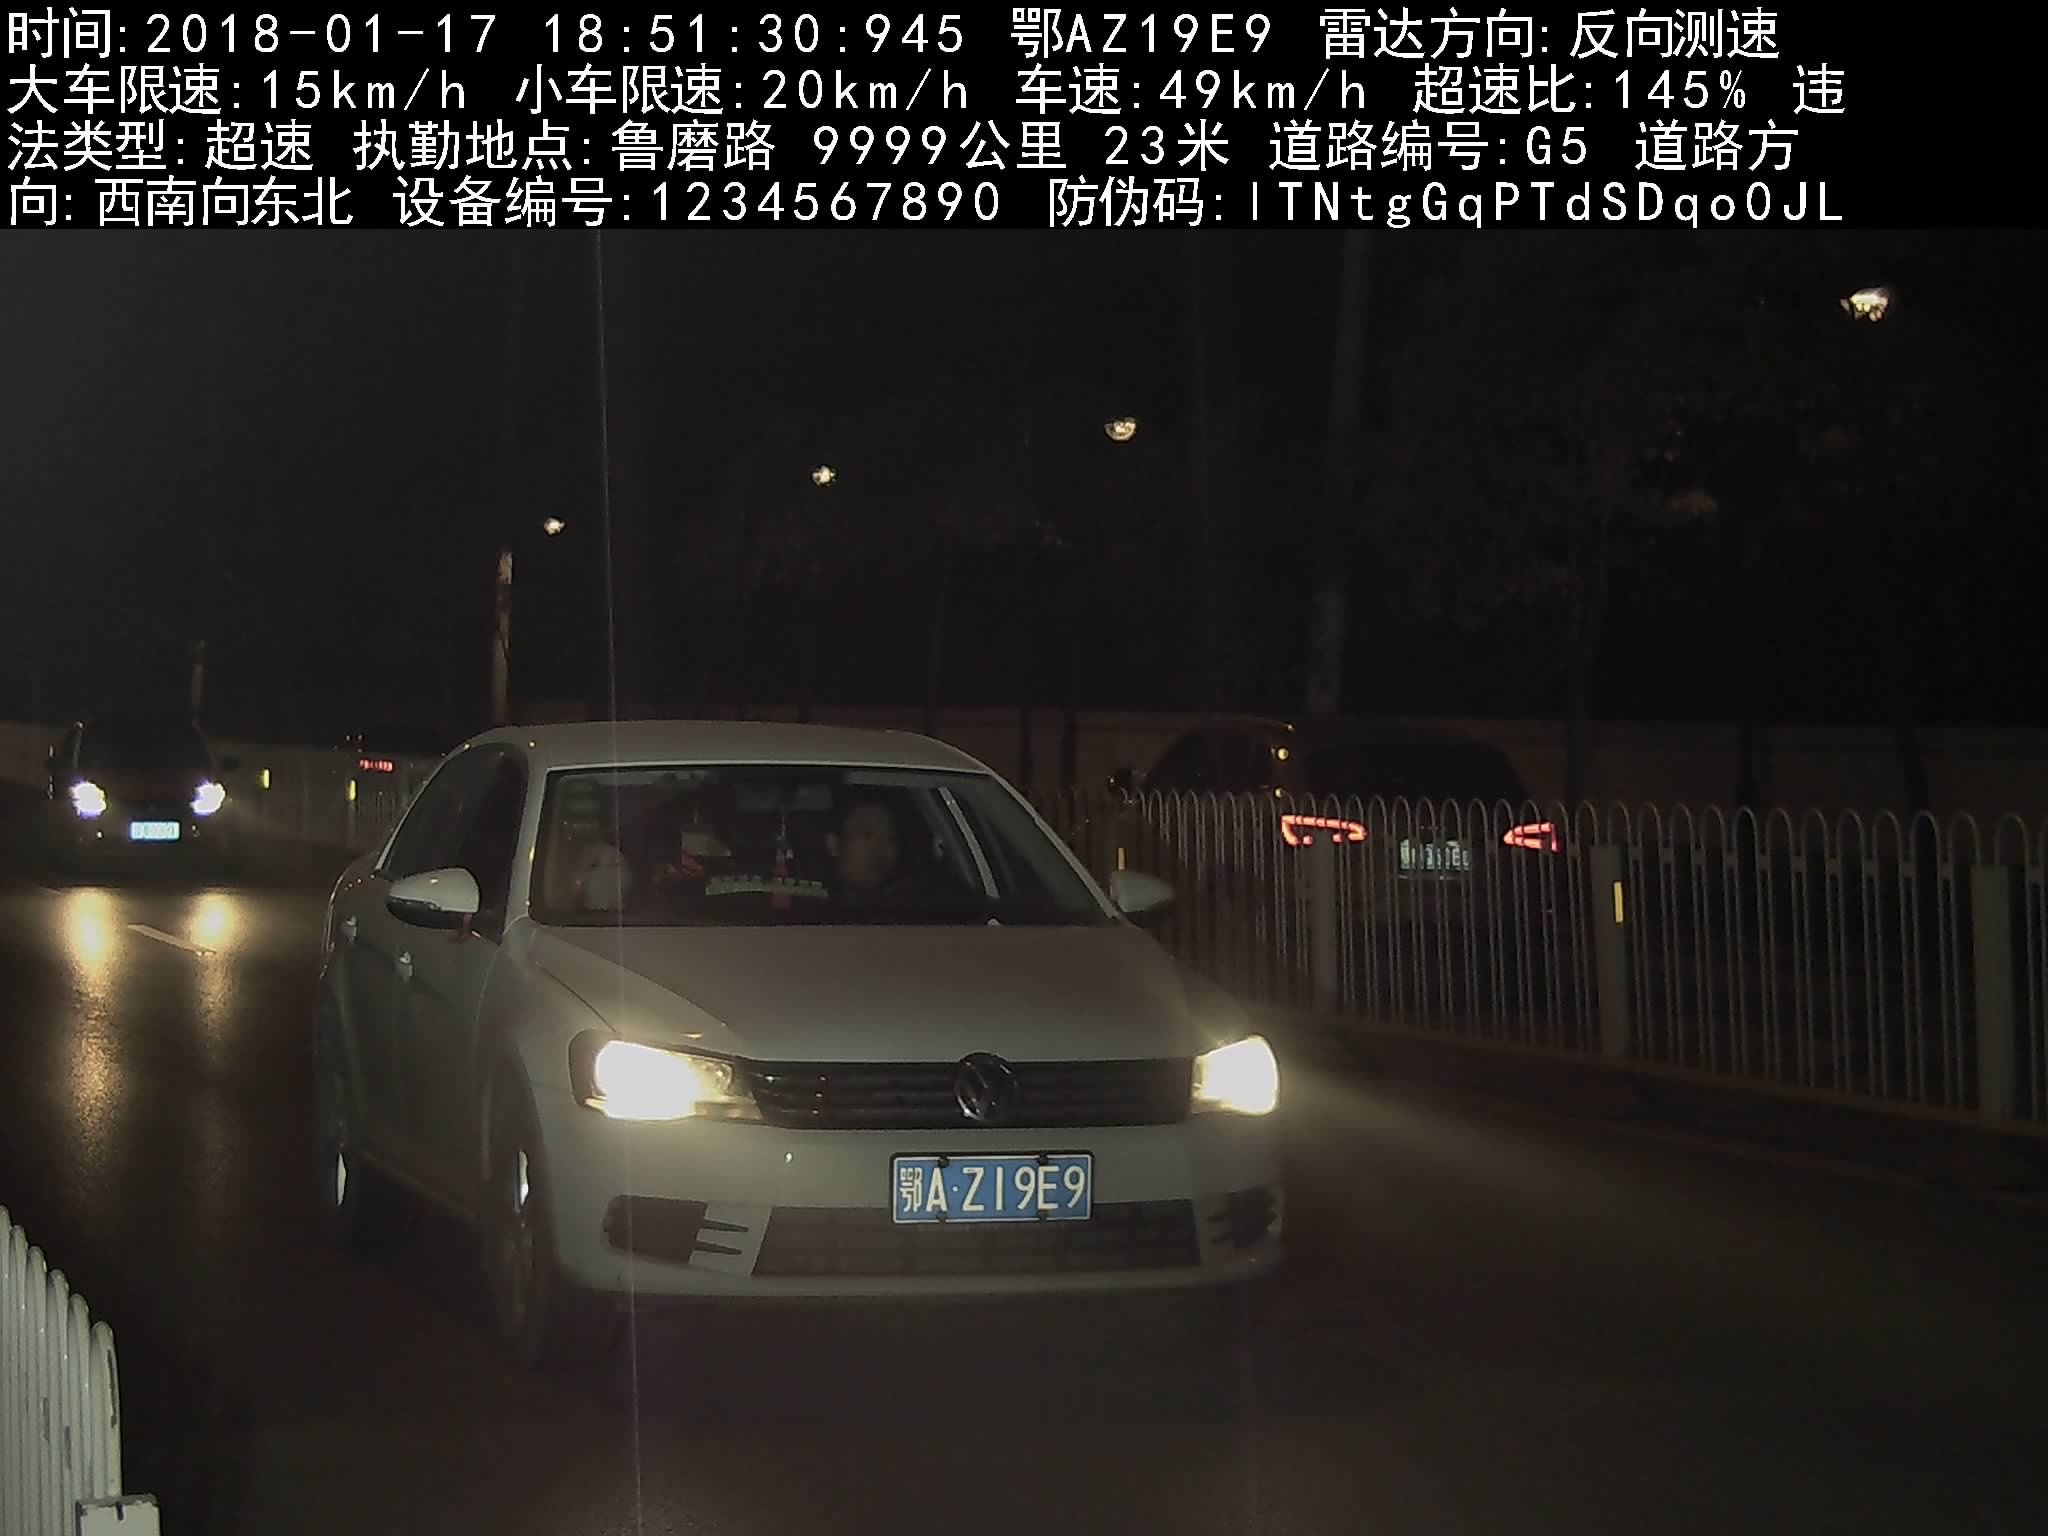 时间:2018-01-17 18:51:30:945 鄂AZ19E9 雷达方向:反向测速
大车限速:15km/h 小车限速:20km/h 车速:49km/h 超速比:145% 违
法类型:超速 执勤地点:鲁磨路 9999公里 23米 道路编号:G5 道路方
向:西南向东北 设备编号:1234567890 防伪码:lTNtgGqPTdSDqo0JL
鄂A·Z19E9